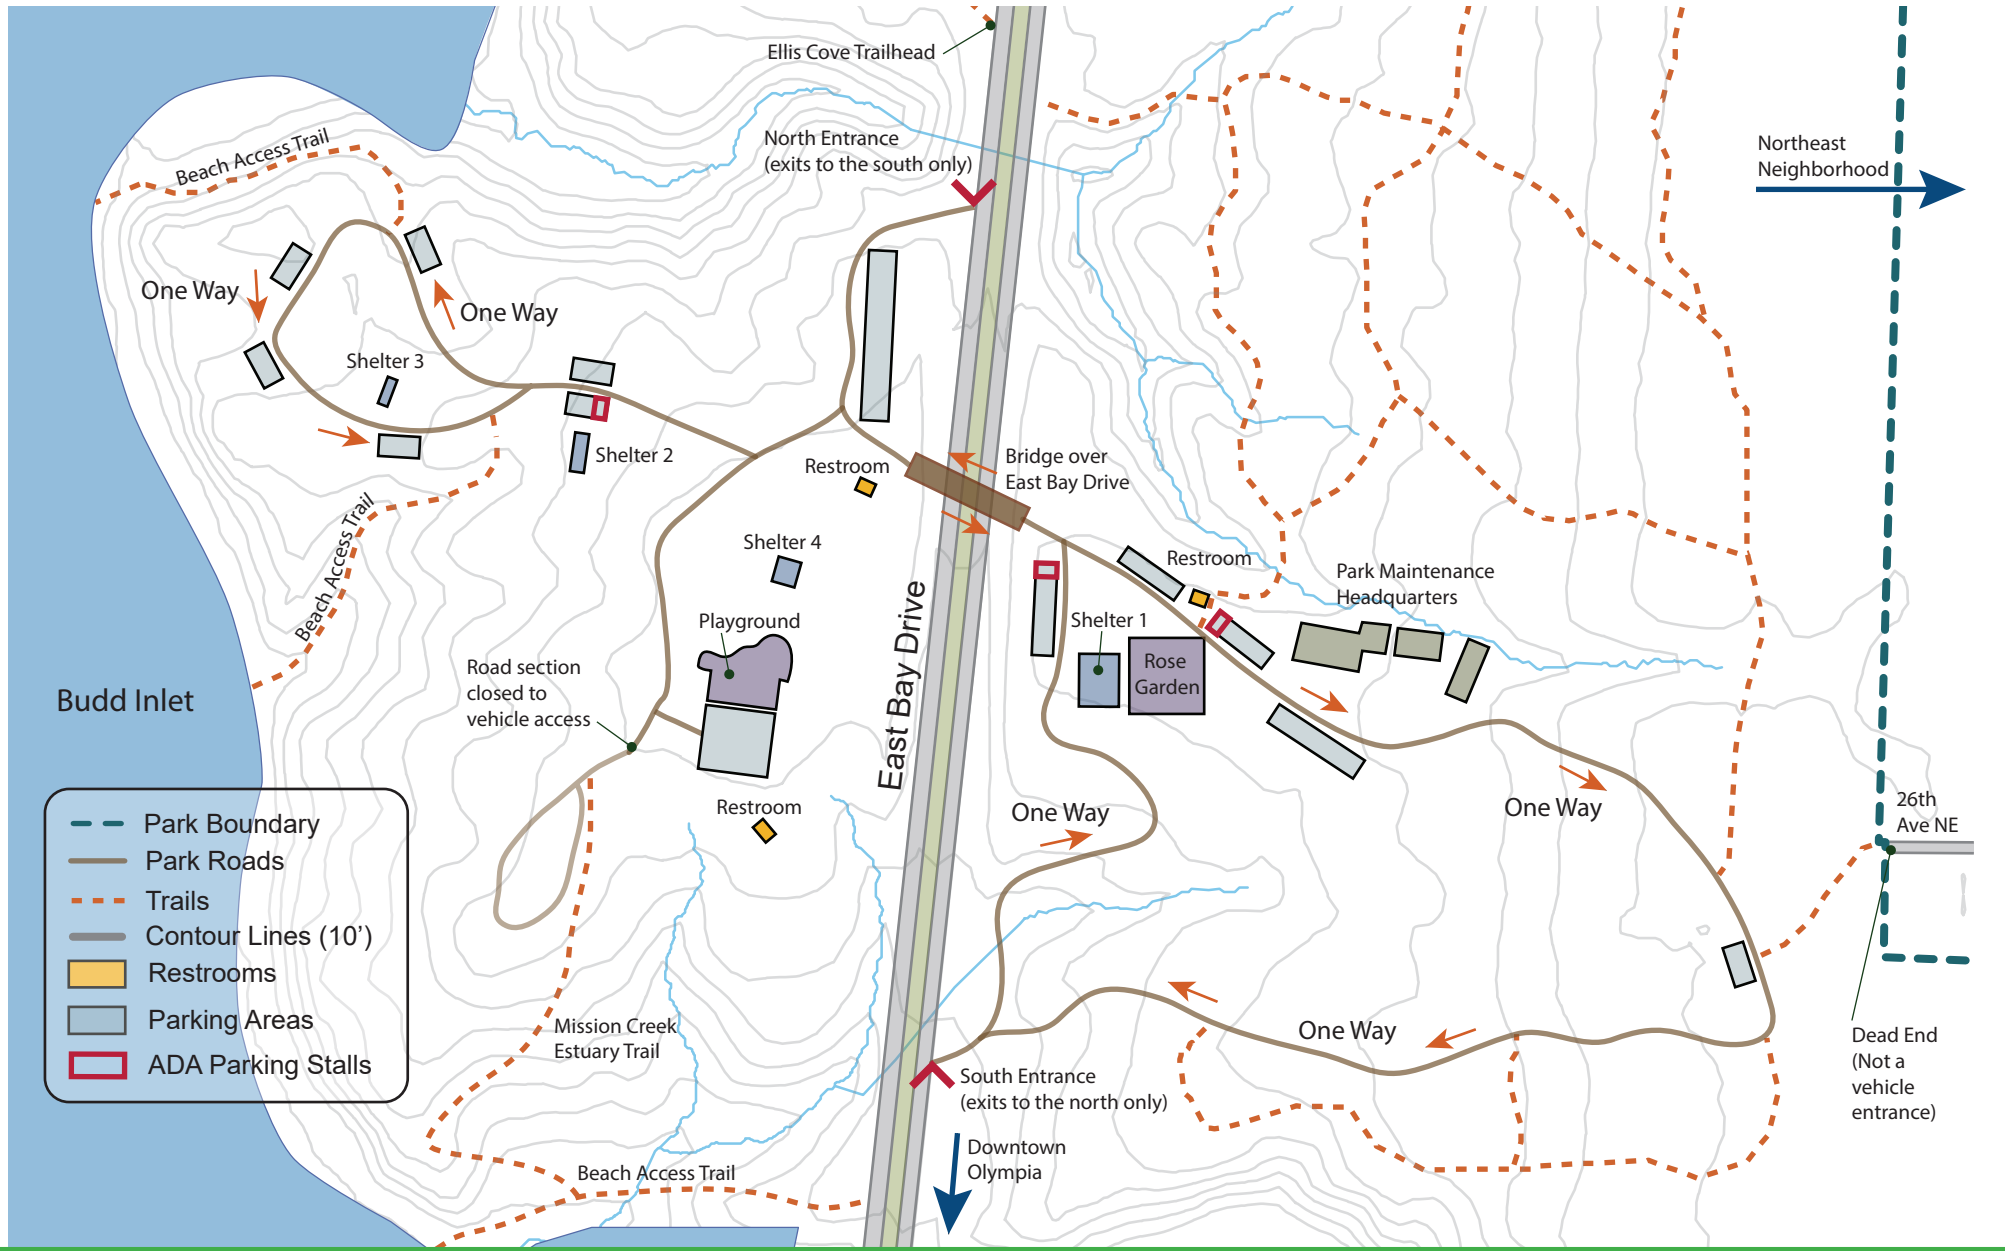 Ellis Cove Trailhead
North Entrance
(exits to the south only)
Northeast
Neighborhood
Beach Access Trail
One Way
One Way
Shelter 3
Shelter 2
Restroom
Bridge over
East Bay Drive
Beach Access Trail
Shelter 4
Restroom
Park Maintenance
Headquarters
Playground
Shelter 1
Rose
Garden
Road section
closed to
vehicle access
East Bay Drive
Budd Inlet
Restroom
One Way
One Way
26th
Ave NE
Park Boundary
Park Roads
Trails
Contour Lines (10’)
Restrooms
Parking Areas
ADA Parking Stalls
Mission Creek
Estuary Trail
One Way
Dead End
(Not a
vehicle
entrance)
South Entrance
(exits to the north only)
Downtown
Olympia
Beach Access Trail